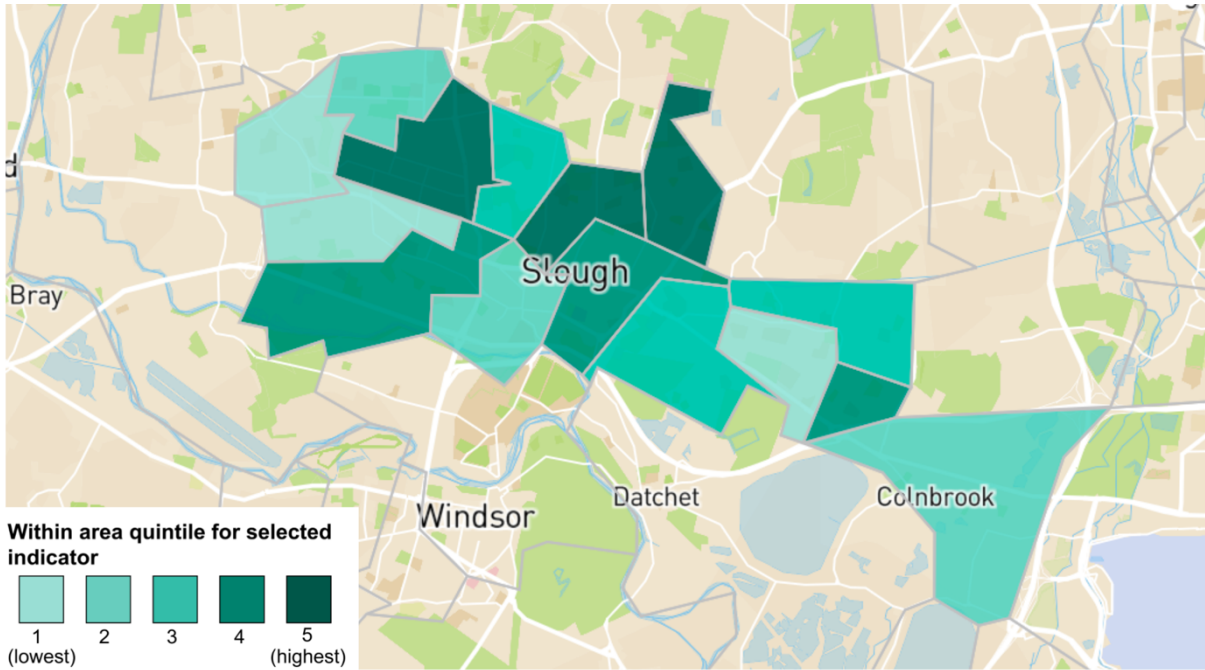 d
Slough
Bray
Datchet
Colnbrook
Windsor
Within area quintile for selected
indicator
1 2 3 4 5
(lowest) (highest)